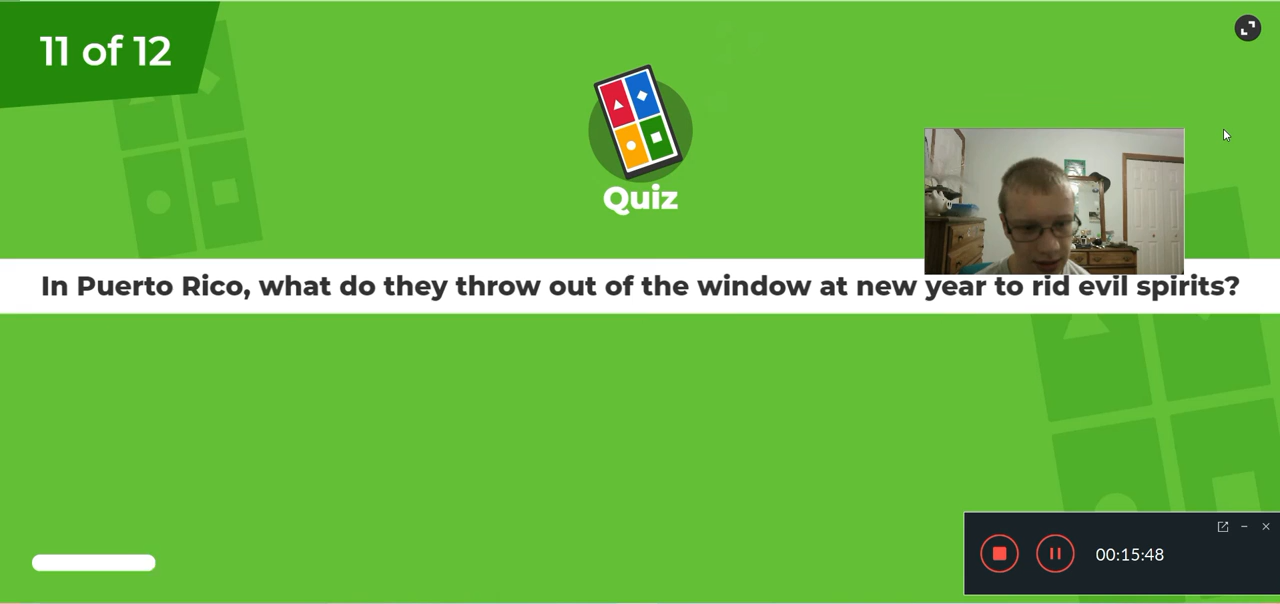 11 of 12
Quiz
In Puerto Rico, what do they throw out of the window at new year to rid evil spirits?
00:15:48